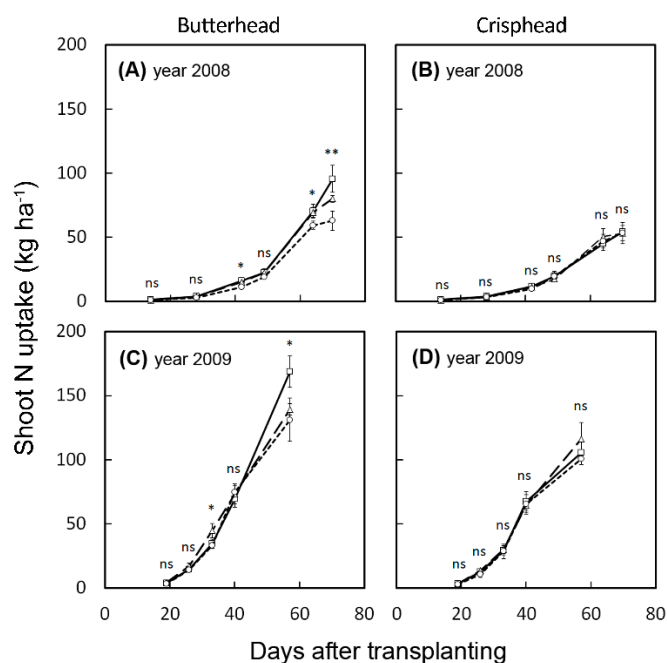 Butterhead
Crisphead
Shoot N uptake (kg ha⁻¹)
200
150
100
50
0
(A) year 2008
ns
ns
*
ns
*
**
(B) year 2008
ns
ns
ns
ns
ns
ns
200
150
100
50
0
(C) year 2009
ns
ns
*
ns
*
(D) year 2009
ns
ns
ns
ns
ns
0 20 40 60 80
0 20 40 60 80
Days after transplanting